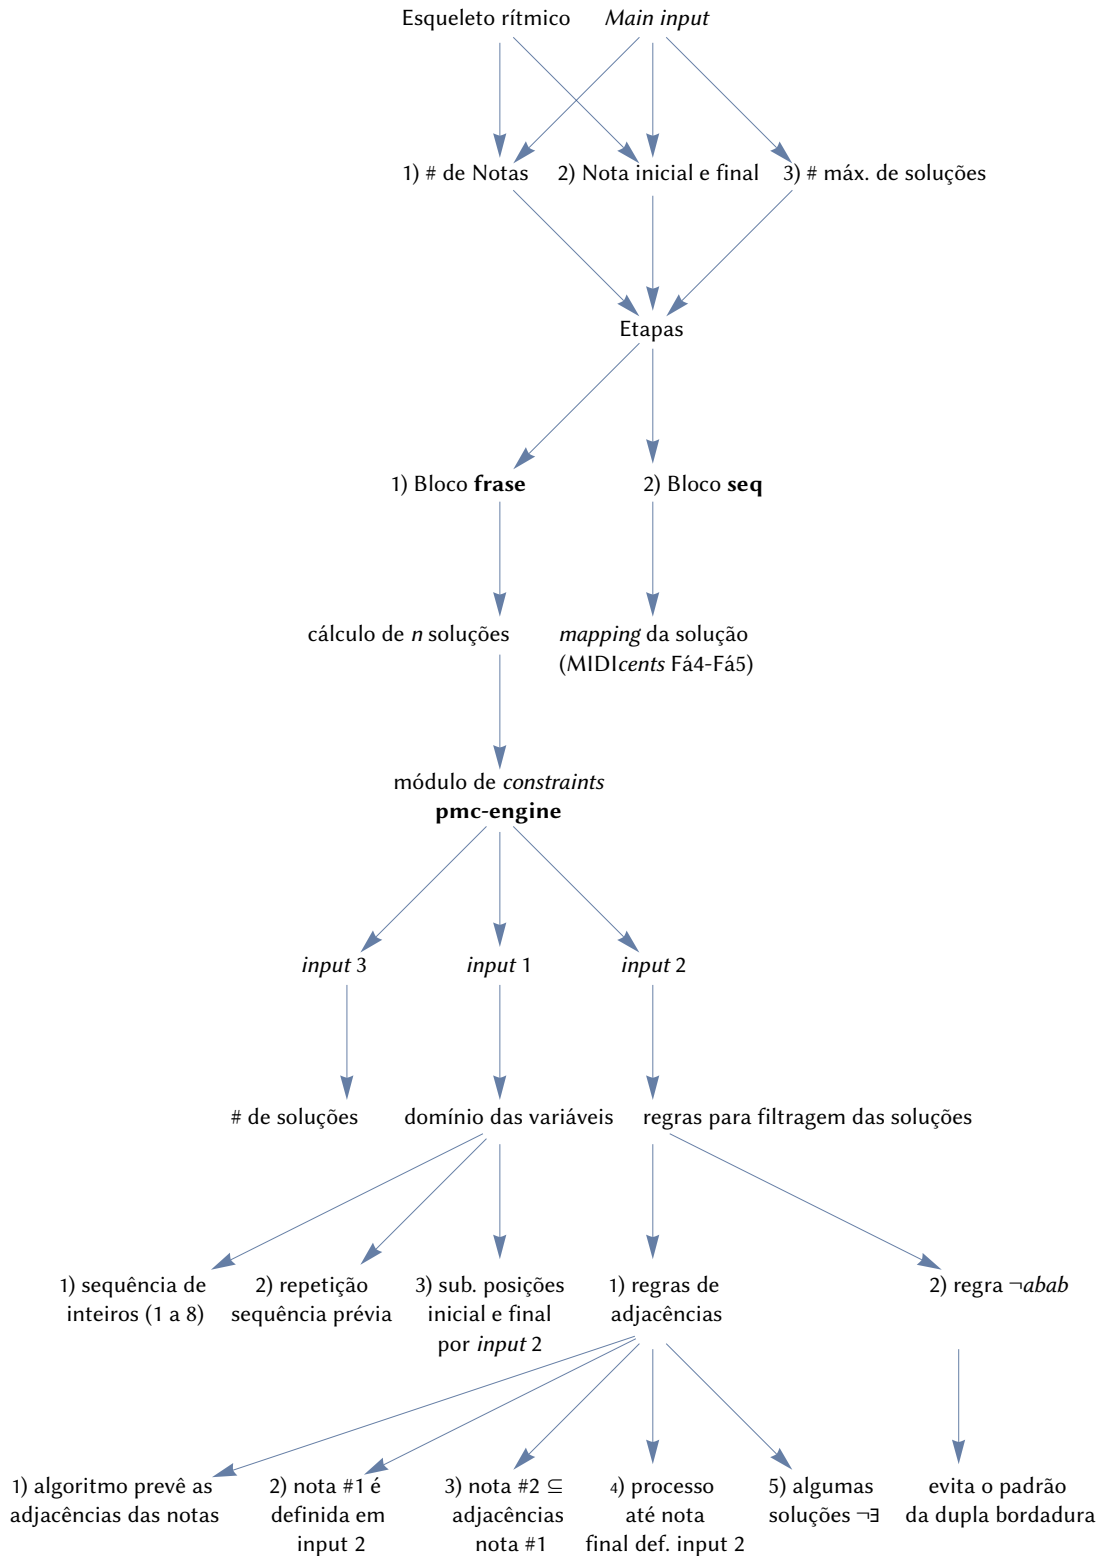 Esqueleto rítmico
Main input
1) # de Notas
2) Nota inicial e final
3) # máx. de soluções
Etapas
1) Bloco frase
2) Bloco seq
cálculo de n soluções
mapping da solução
(MIDIcents Fá4-Fá5)
módulo de constraints
pmc-engine
input 3
input 1
input 2
# de soluções
domínio das variáveis
regras para filtragem das soluções
1) sequência de
inteiros (1 a 8)
2) repetição
sequência prévia
3) sub. posições
inicial e final
por input 2
1) regras de
adjacências
2) regra ¬abab
1) algoritmo prevê as
adjacências das notas
2) nota #1 é
definida em
input 2
3) nota #2 ⊆
adjacências
nota #1
4) processo
até nota
final def. input 2
5) algumas
soluções ¬∃
evita o padrão
da dupla bordadura